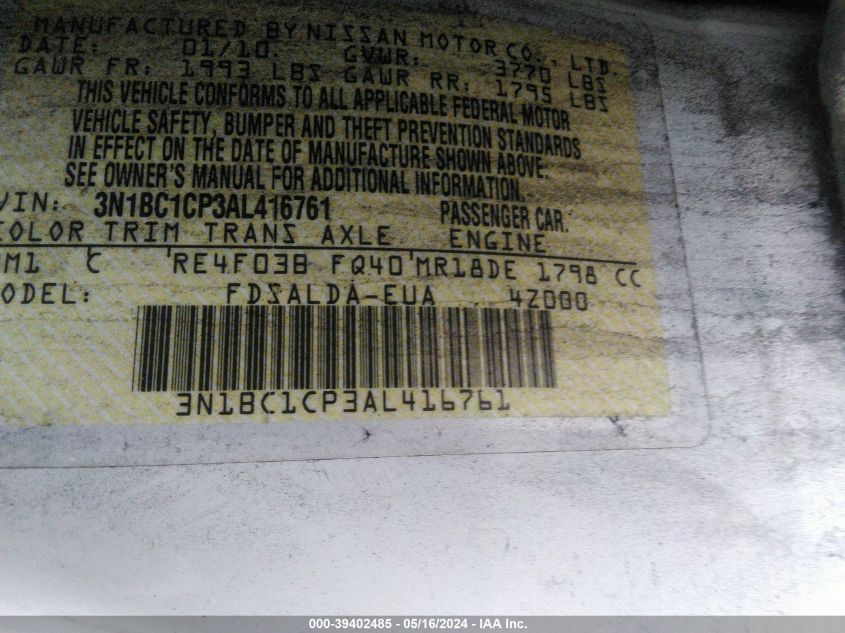 MANUFACTURED BY NISSAN MOTOR CO., LTD.
DATE: 01/10 GVWR: 3770 LBS
GAWR FR: 1993 LBS GAWR RR: 1795 LBS
THIS VEHICLE CONFORMS TO ALL APPLICABLE FEDERAL MOTOR
VEHICLE SAFETY, BUMPER AND THEFT PREVENTION STANDARDS
IN EFFECT ON THE DATE OF MANUFACTURE SHOWN ABOVE.
SEE OWNER'S MANUAL FOR ADDITIONAL INFORMATION.
VIN: 3N1BC1CP3AL416761 PASSENGER CAR.
COLOR TRIM TRANS AXLE ENGINE
M1 C RE4F03B FQ40 MR18DE 1798 CC
ODEL: FDSALDA-EUA 4Z000
3N1BC1CP3AL416761
000-39402485 - 05/16/2024 - IAA Inc.